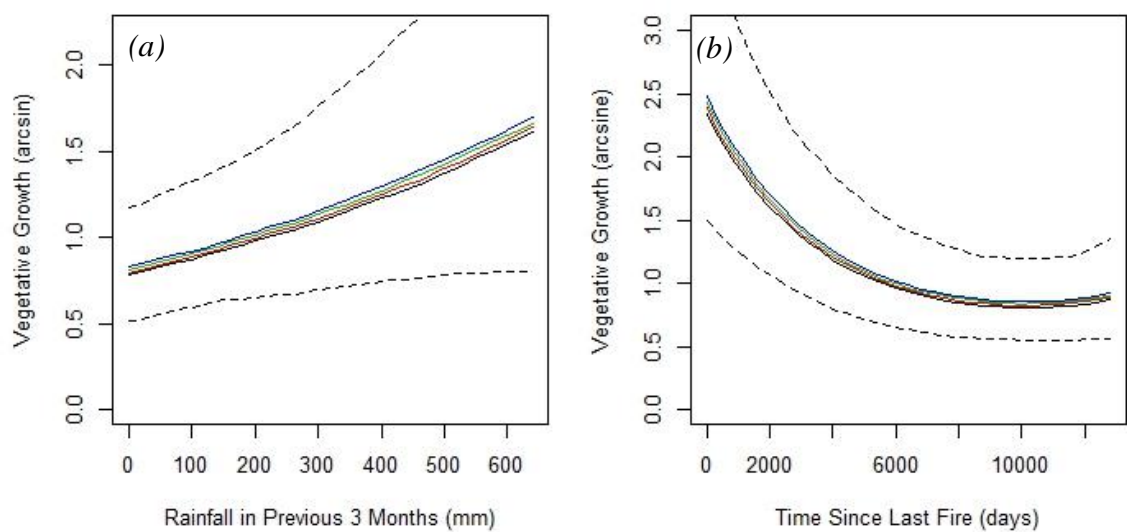 (a)
Vegetative Growth (arcsin)
2.0
1.5
1.0
0.5
0.0
0 100 200 300 400 500 600
Rainfall in Previous 3 Months (mm)
(b)
Vegetative Growth (arcsine)
3.0
2.5
2.0
1.5
1.0
0.5
0.0
0 2000 6000 10000
Time Since Last Fire (days)